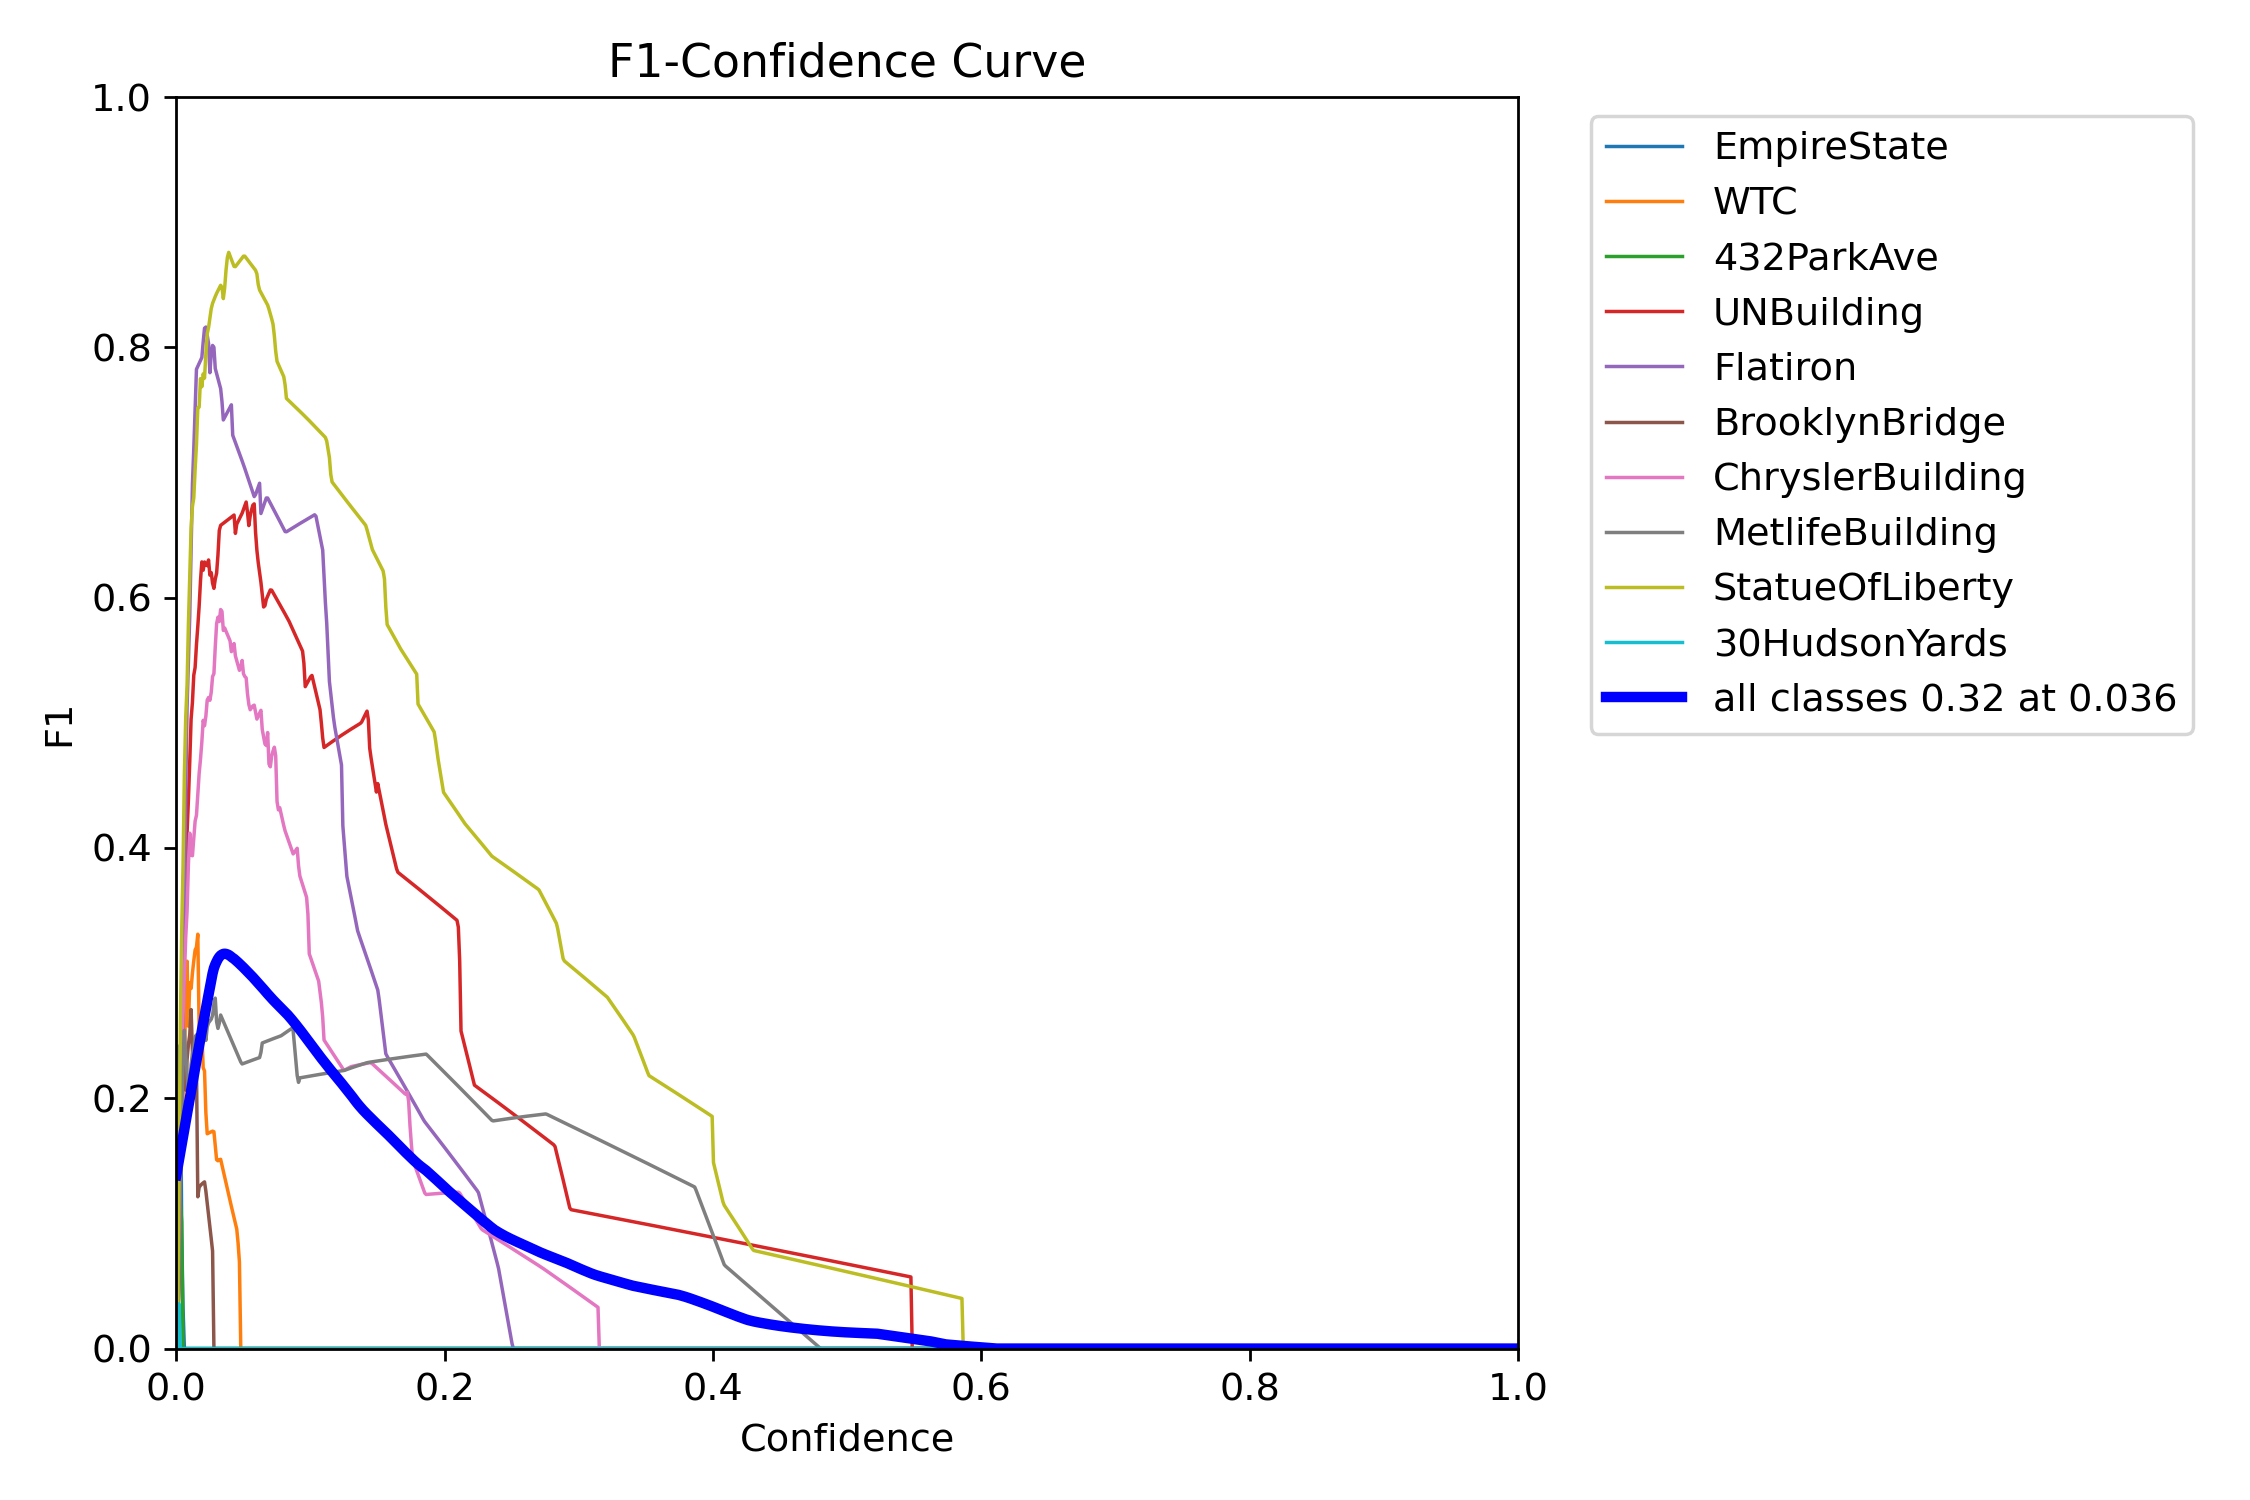 F1-Confidence Curve
1.0
0.8
0.6
0.4
0.2
0.0
F1
0.0 0.2 0.4 0.6 0.8 1.0
Confidence
EmpireState
WTC
432ParkAve
UNBuilding
Flatiron
BrooklynBridge
ChryslerBuilding
MetlifeBuilding
StatueOfLiberty
30HudsonYards
all classes 0.32 at 0.036